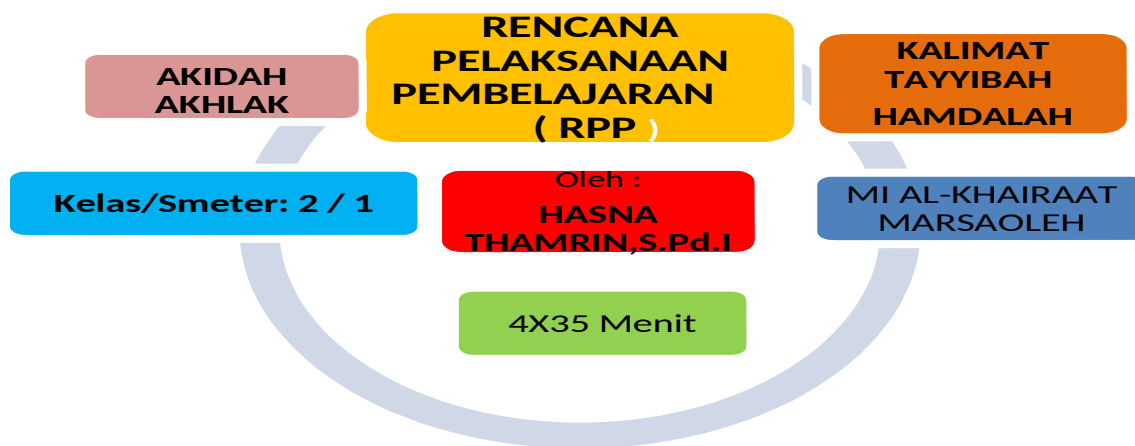 AKIDAH
AKHLAK
RENCANA
PELAKSANAAN
PEMBELAJARAN
( RPP )
KALIMAT
TAYYIBAH
HAMDALAH
Kelas/Smeter: 2 / 1
Oleh :
HASNA
THAMRIN,S.Pd.I
MI AL-KHAIRAAT
MARSAOLEH
4X35 Menit